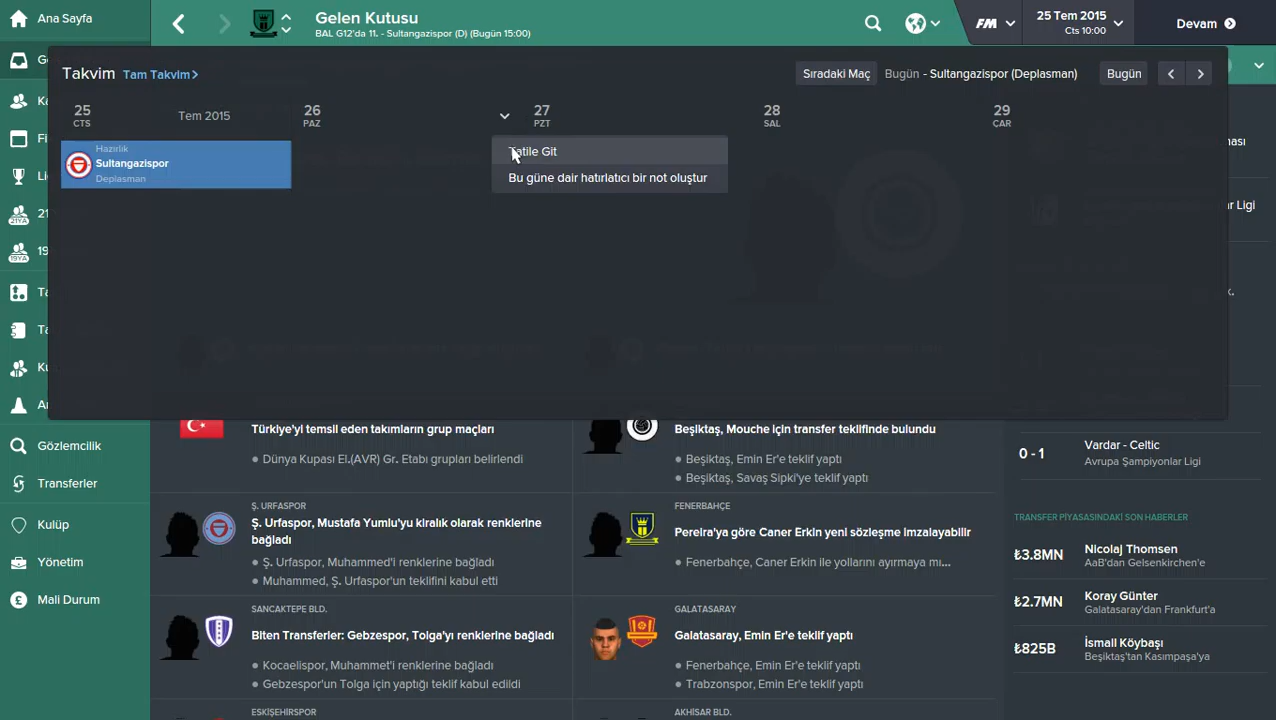 Ana Sayfa
Gelen Kutusu
BAL G12'da 11. - Sultangazispor (D) (Bugün 15:00)
FM
25 Tem 2015
Cts 10:00
Devam
Takvim Tam Takvim >
Sıradaki Maç
Bugün - Sultangazispor (Deplasman)
Bugün
25
CTS
Tem 2015
26
PAZ
27
PZT
28
SAL
29
ÇAR
Hazırlık
Sultangazispor
Deplasman
Tatile Git
Bu güne dair hatırlatıcı bir not oluştur
21YA
19YA
Gözlemcilik
Transferler
Kulüp
Yönetim
Mali Durum
Türkiye'yi temsil eden takımların grup maçları
Dünya Kupası El.(AVR) Gr. Etabı grupları belirlendi
Beşiktaş, Mouche için transfer teklifinde bulundu
Beşiktaş, Emin Er'e teklif yaptı
Beşiktaş, Savaş Sipki'ye teklif yaptı
Ş. URFASPOR
Ş. Urfaspor, Mustafa Yumlu'yu kiralık olarak renklerine
bağladı
Ş. Urfaspor, Muhammed'i renklerine bağladı
Muhammed, Ş. Urfaspor'un teklifini kabul etti
FENERBAHÇE
Pereira'ya göre Caner Erkin yeni sözleşme imzalayabilir
Fenerbahçe, Caner Erkin ile yollarını ayırmaya mı...
SANCAKTEPE BLD.
Biten Transferler: Gebzespor, Tolga'yı renklerine bağladı
Kocaelispor, Muhammet'i renklerine bağladı
Gebzespor'un Tolga için yaptığı teklif kabul edildi
GALATASARAY
Galatasaray, Emin Er'e teklif yaptı
Fenerbahçe, Emin Er'e teklif yaptı
Trabzonspor, Emin Er'e teklif yaptı
ESKİŞEHİRSPOR
AKHİSAR BLD.
0 - 1
Vardar - Celtic
Avrupa Şampiyonlar Ligi
TRANSFER PİYASASINDAKİ SON HABERLER
₺3.8MN
Nicolaj Thomsen
AaB'dan Gelsenkirchen'e
₺2.7MN
Koray Günter
Galatasaray'dan Frankfurt'a
₺825B
İsmail Köybaşı
Beşiktaş'tan Kasımpaşa'ya